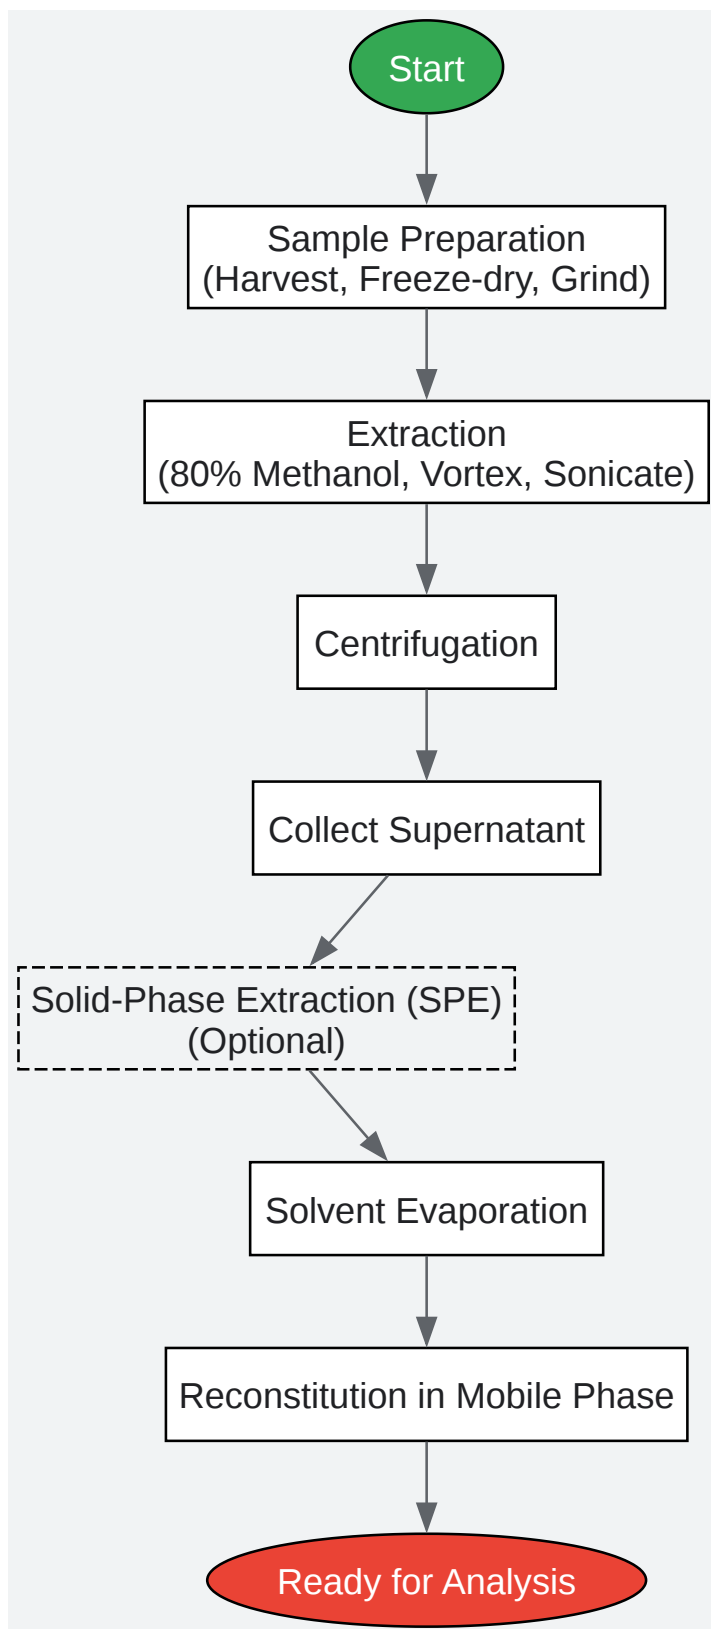 Start
Sample Preparation
(Harvest, Freeze-dry, Grind)
Extraction
(80% Methanol, Vortex, Sonicate)
Centrifugation
Collect Supernatant
Solid-Phase Extraction (SPE)
(Optional)
Solvent Evaporation
Reconstitution in Mobile Phase
Ready for Analysis